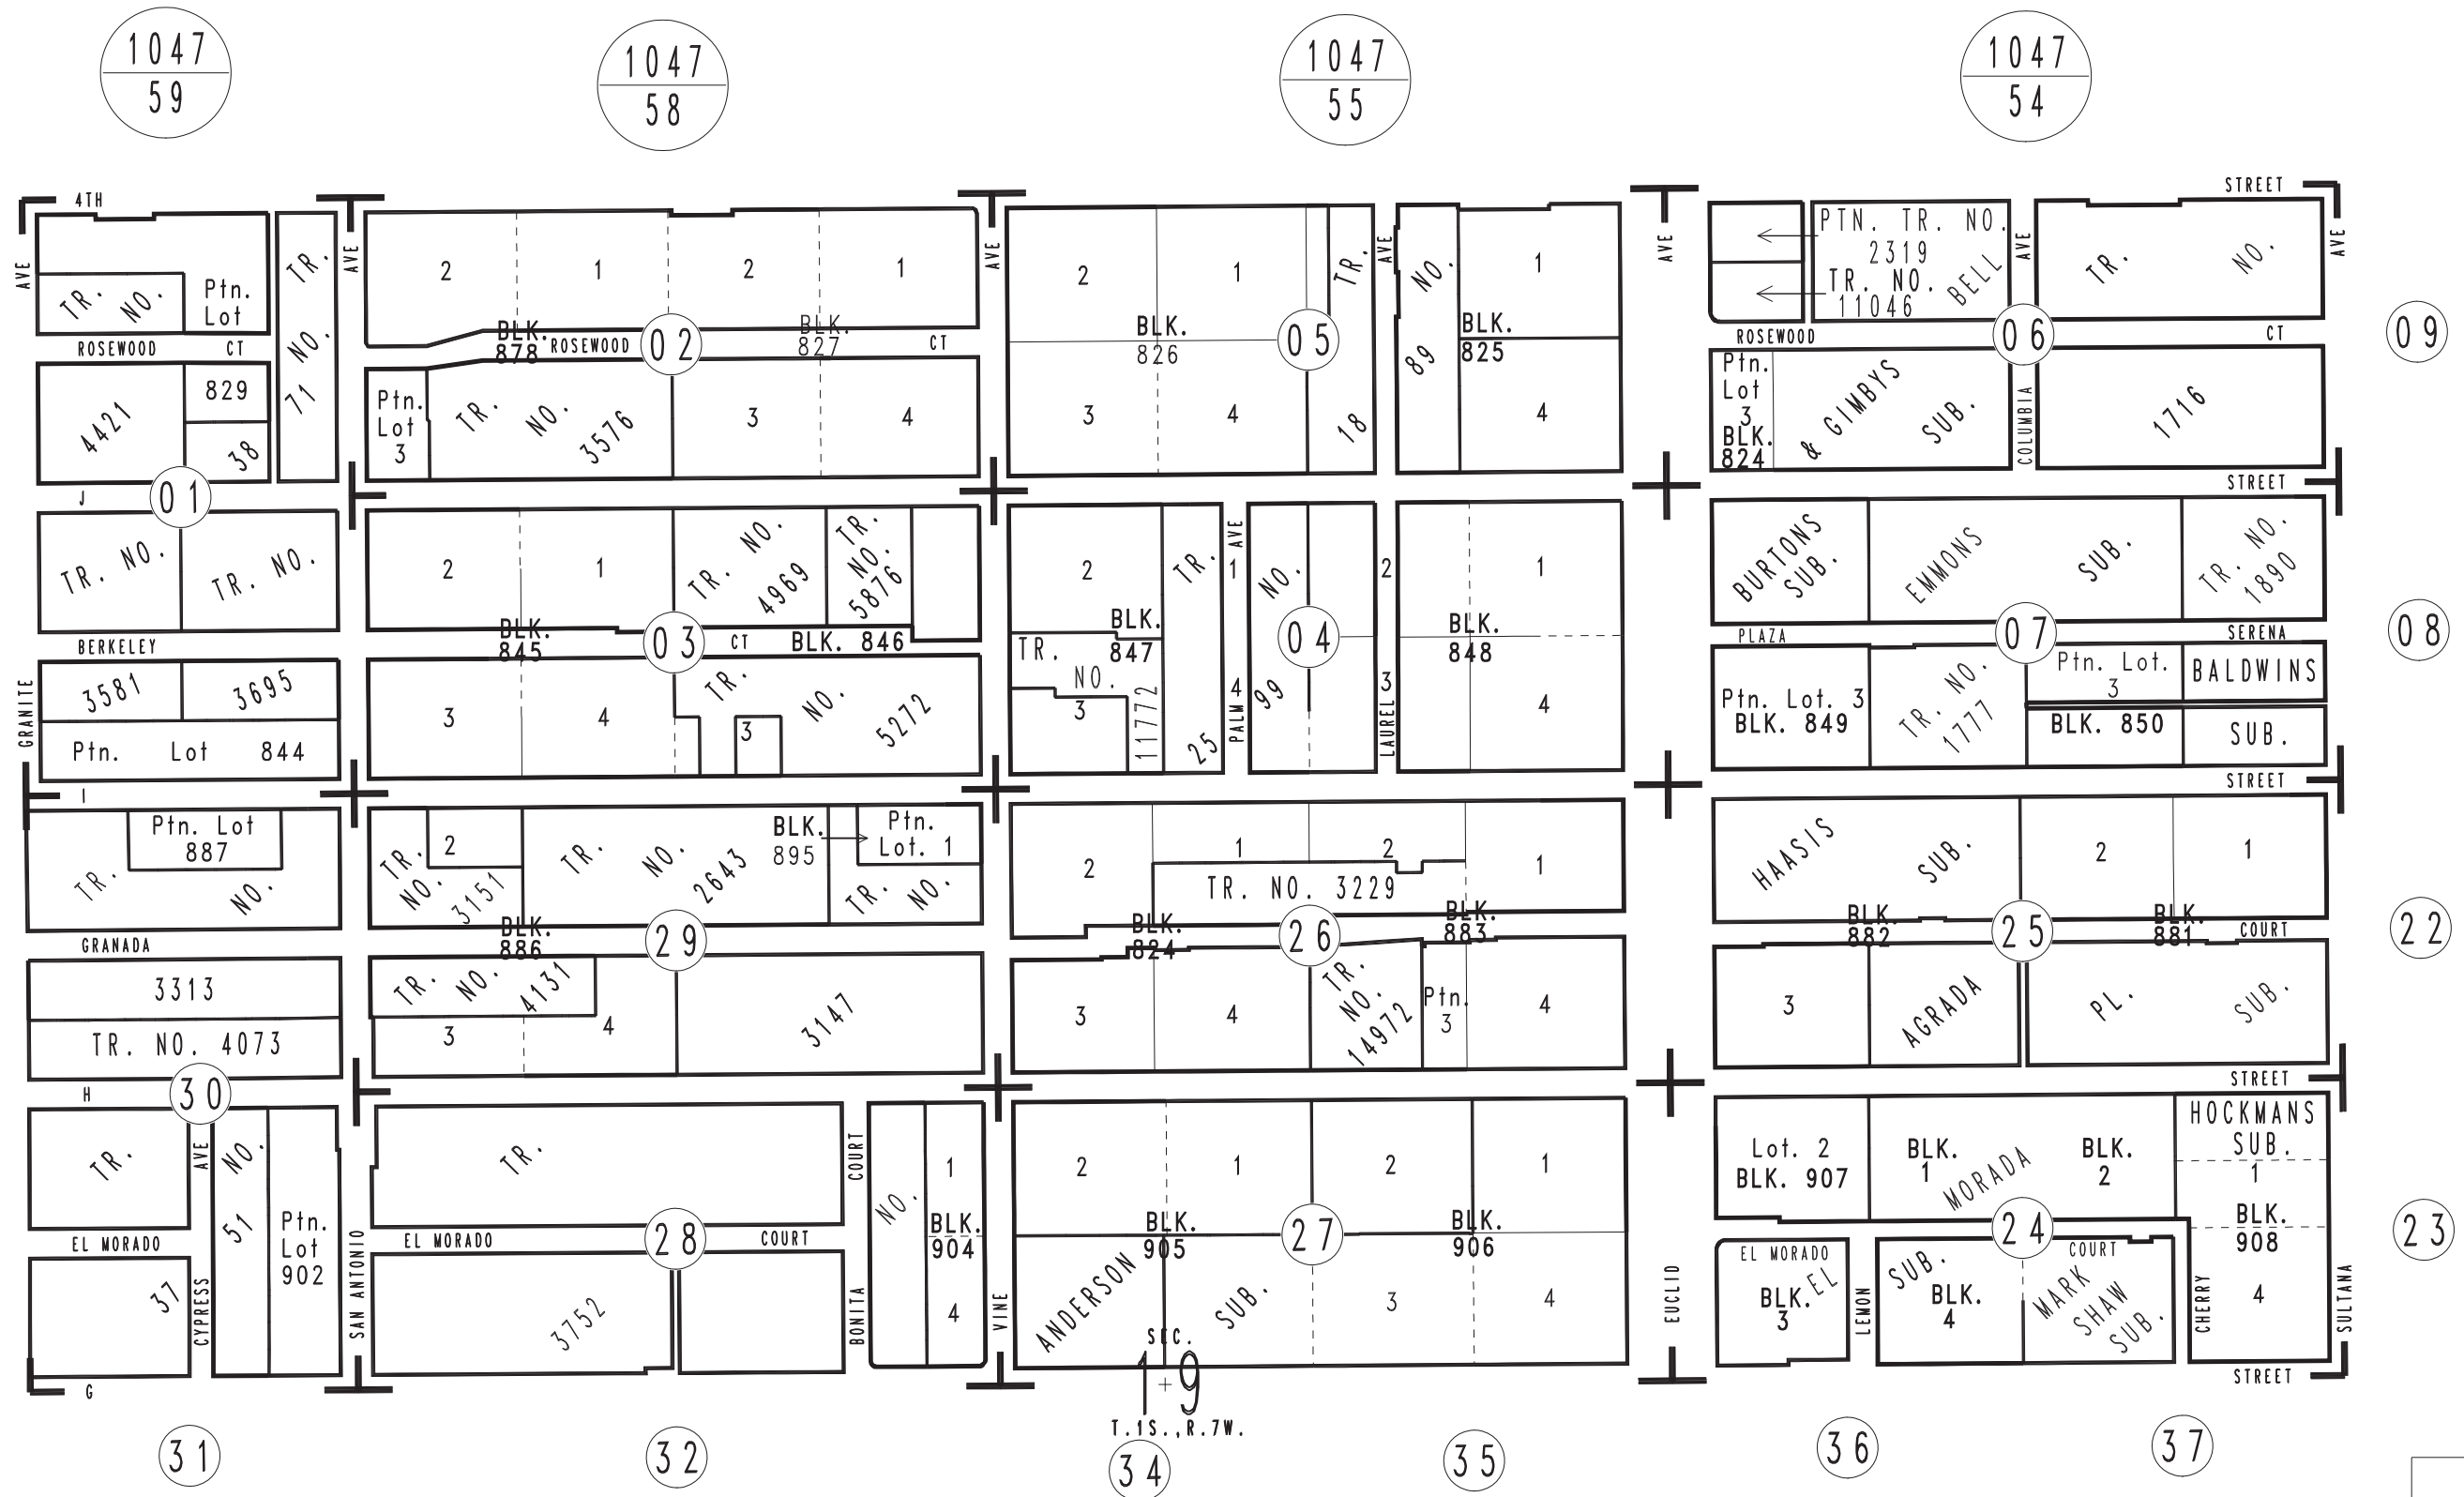 1047
59
1047
58
1047
55
1047
54
4TH
STREET
AVE
AVE
AVE
AVE
AVE
AVE
AVE
TR. NO.
Ptn.
Lot
TR. NO.
71
ROSEWOOD
CT
4421
829
38
01
2
1
2
1
BLK.
878
ROSEWOOD
02
BLK.
827
CT
Ptn.
Lot
3
TR. NO.
3576
3
4
2
1
TR.
BLK.
826
05
3
4
18
NO.
89
1
BLK.
825
4
PTN. TR. NO.
2319
TR. NO.
11046
BELL
TR. NO.
ROSEWOOD
06
CT
09
Ptn.
Lot
3
BLK.
824
& GIMBYS
SUB.
COLUMBIA
1716
J
STREET
TR. NO.
TR. NO.
BERKELEY
3581
3695
GRANITE
Ptn. Lot 844
2
1
TR. NO.
4969
TR.
NO.
5876
BLK.
845
03
CT
BLK. 846
3
4
TR. NO.
5272
3
2
TR.
AVE
1
NO.
2
1
BLK.
847
TR.
NO.
11772
3
25
PALM 4
99
04
LAUREL 3
BLK.
848
4
BURTONS
SUB.
EMMONS
SUB.
TR. NO.
1890
PLAZA
07
SERENA
08
Ptn. Lot. 3
BLK. 849
TR. NO.
1777
Ptn. Lot.
3
BLK. 850
BALDWINS
SUB.
I
STREET
Ptn. Lot
887
TR. NO.
GRANADA
3313
TR. NO. 4073
TR.
NO.
3151
2
TR. NO.
2643
BLK.
895
Ptn.
Lot. 1
TR. NO.
BLK.
886
29
TR. NO.
4131
3
4
3147
2
1
2
1
TR. NO. 3229
BLK.
824
26
BLK.
883
3
4
TR.
NO.
14972
Ptn.
3
4
HAASIS
SUB.
2
1
BLK.
882
25
BLK.
881
COURT
22
3
AGRADA
PL.
SUB.
H
30
STREET
TR.
AVE
NO.
51
Ptn.
Lot
902
EL MORADO
37
CYPRESS
SAN ANTONIO
TR.
COURT
NO.
1
BLK.
904
4
EL MORADO
28
COURT
3752
BONITA
VINE
2
1
2
1
BLK.
905
27
BLK.
906
ANDERSON
SUB.
3
4
EUCLID
Lot. 2
BLK. 907
BLK.
1
MORADA
BLK.
2
HOCKMANS
SUB.
1
BLK.
908
4
24
23
EL MORADO
BLK.
3
EL
LEMON
SUB.
BLK.
4
COURT
MARK
SHAW
SUB.
CHERRY
SULTANA
G
STREET
SEC.
19
T.1S.,R.7W.
31
32
34
35
36
37